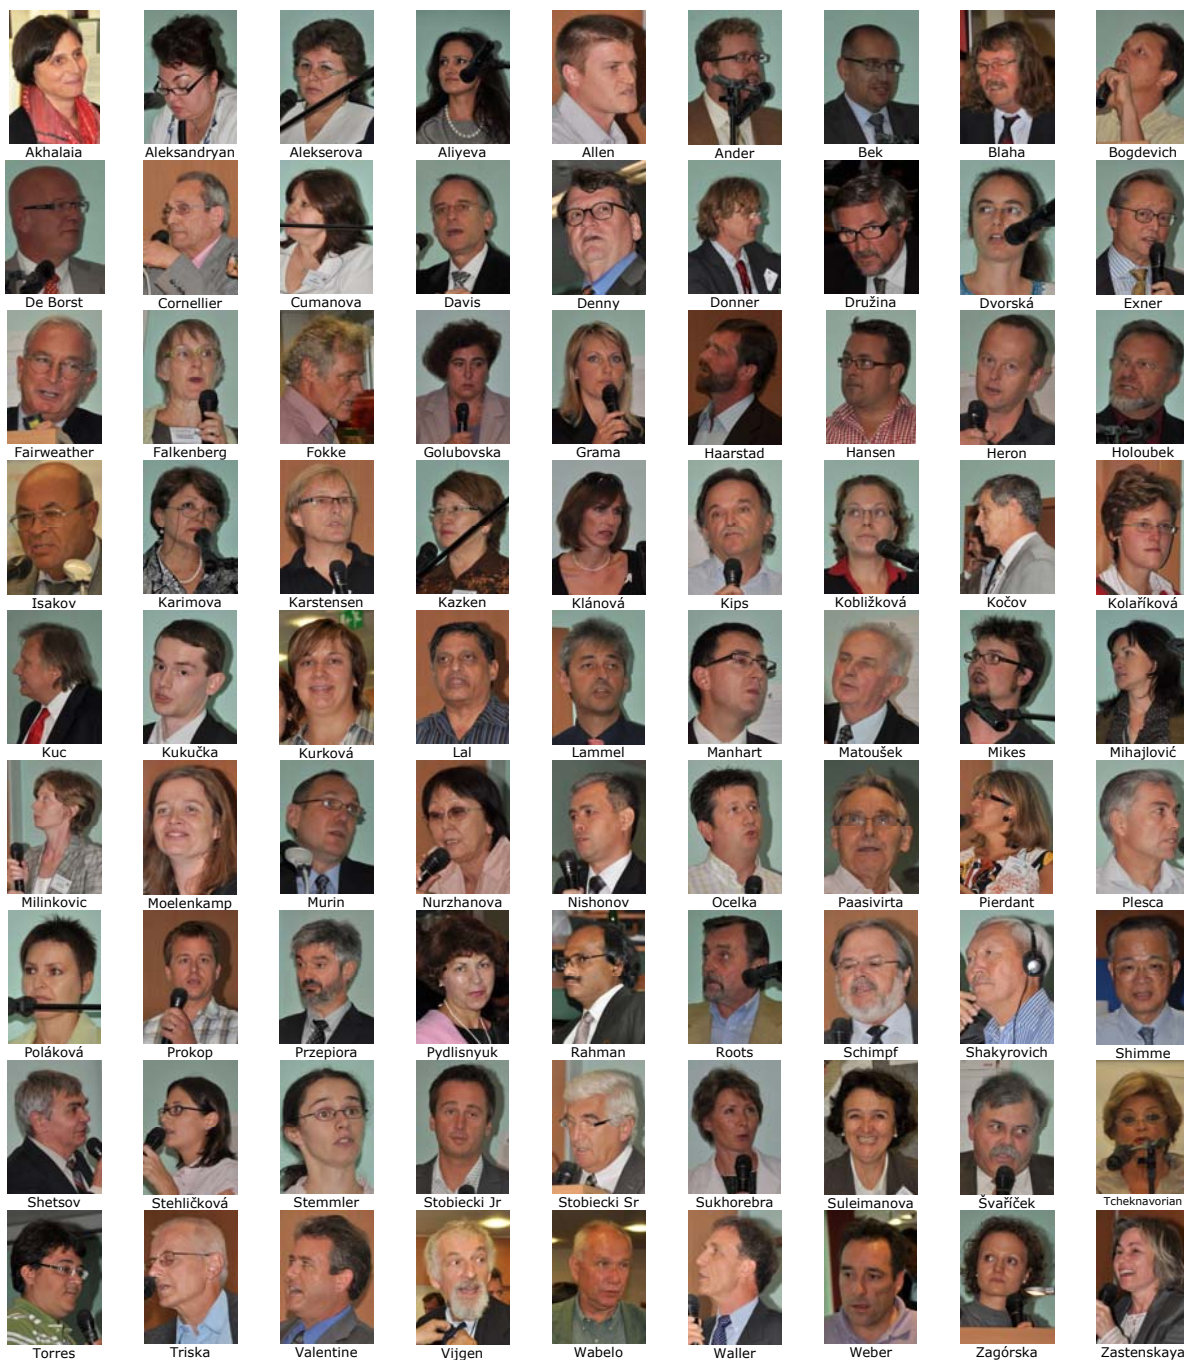 Akhalaia Aleksandryan Alekserova Aliyeva Allen Ander Bek Blaha Bogdevich
De Borst Cornellier Cumanova Davis Denny Donner Družina Dvorská Exner
Fairweather Falkenberg Fokke Golubovska Grama Haarstad Hansen Heron Holoubek
Isakov Karimova Karstensen Kazken Klánová Kips Kobližková Kočov Kolaříková
Kuc Kukučka Kurková Lal Lammel Manhart Matoušek Mikes Mihajlović
Milinkovic Moelenkamp Murin Nurzhanova Nishonov Ocelka Paasivirta Pierdant Plesca
Poláková Prokop Przepiora Pydlisnyuk Rahman Roots Schimpf Shakyrovich Shimme
Shetsov Stehličková Stemmler Stobiecki Jr Stobiecki Sr Sukhorebra Suleimanova Švaříček Tcheknavorian
Torres Triska Valentine Vijgen Wabelo Waller Weber Zagórska Zastenskaya